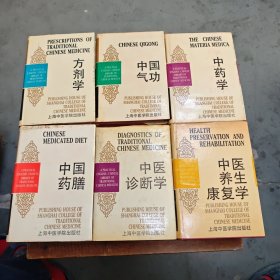 PRESCRIPTIONS OF
TRADITIONAL
CHINESE MEDICINE
方剂学
PUBLISHING HOUSE OF
SHANGHAI COLLEGE OF
TRADITIONAL CHINESE
MEDICINE
上海中医学院出版社
CHINESE QIGONG
中国
气功
PUBLISHING HOUSE OF
SHANGHAI COLLEGE OF
TRADITIONAL CHINESE
MEDICINE
上海中医学院出版社
THE CHINESE
MATERIA MEDICA
中药学
PUBLISHING HOUSE OF
SHANGHAI COLLEGE OF
TRADITIONAL CHINESE
MEDICINE
上海中医学院出版社
CHINESE
MEDICATED DIET
中国
药膳
PUBLISHING HOUSE OF
SHANGHAI COLLEGE OF
TRADITIONAL CHINESE
MEDICINE
上海中医学院出版社
DIAGNOSTICS OF
TRADITIONAL
CHINESE MEDICINE
中医
诊断学
PUBLISHING HOUSE OF
SHANGHAI COLLEGE OF
TRADITIONAL CHINESE
MEDICINE
上海中医学院出版社
HEALTH
PRESERVATION AND
REHABILITATION
中医
养生
康复学
PUBLISHING HOUSE OF
SHANGHAI COLLEGE OF
TRADITIONAL CHINESE
MEDICINE
上海中医学院出版社